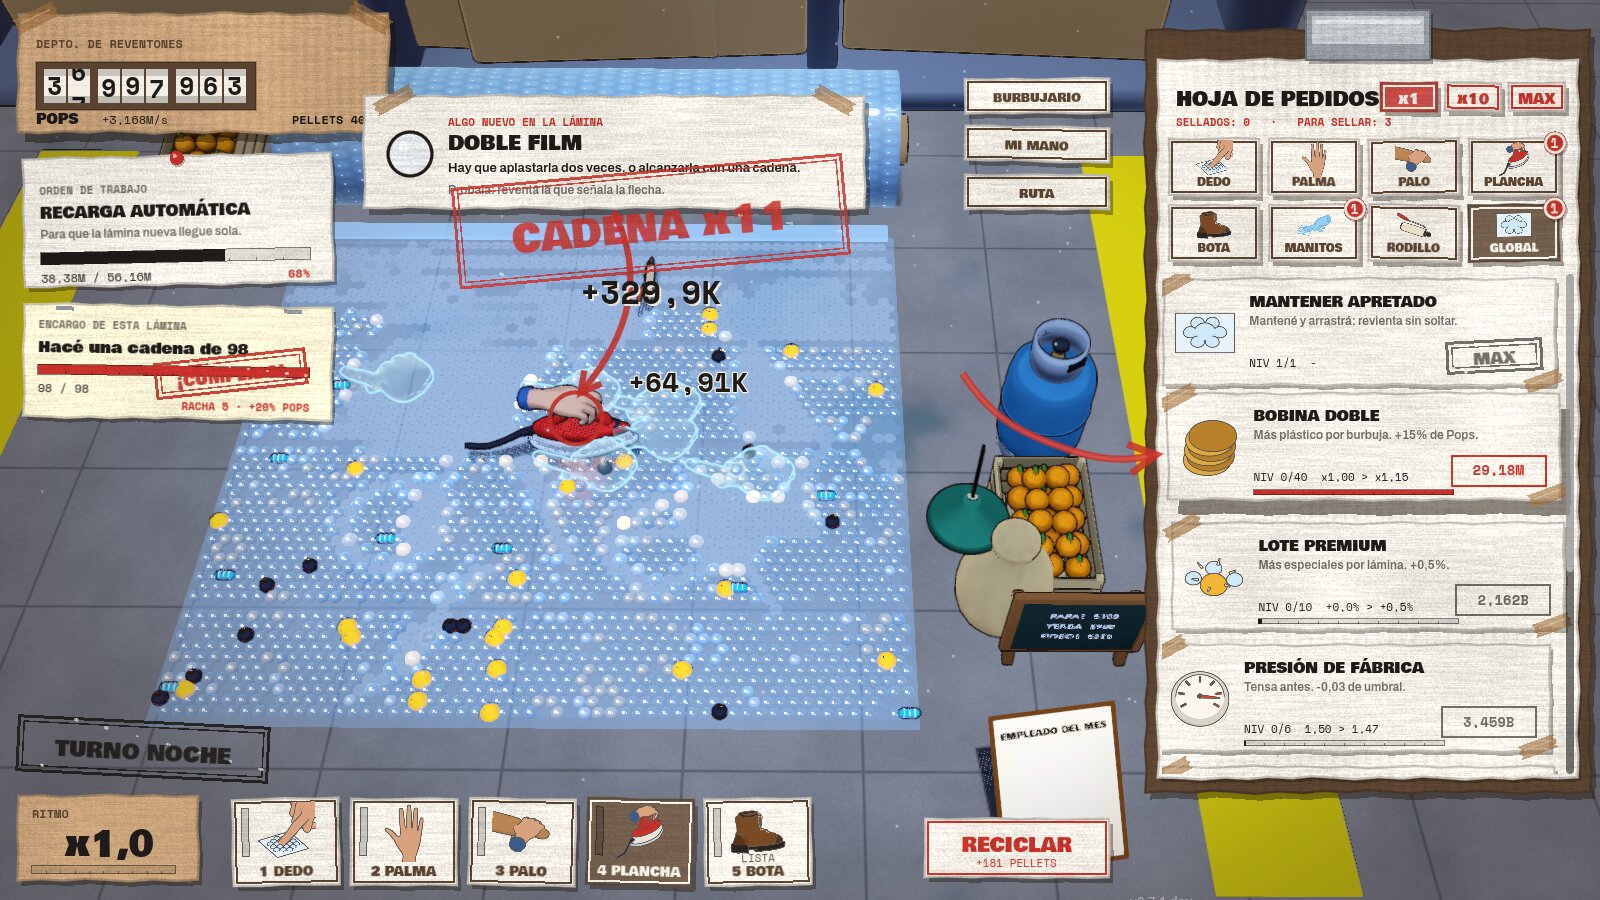 DEPTO. DE REVENTONES
997 963
POPS +3,168M/s PELLETS 40
ORDEN DE TRABAJO
RECARGA AUTOMÁTICA
Para que la lámina nueva llegue sola.
38,38M / 56,16M 68%
ENCARGO DE ESTA LÁMINA
Hacé una cadena de 98
98 / 98
RACHA 5 · +20% POPS
ALGO NUEVO EN LA LÁMINA
DOBLE FILM
Hay que aplastarla dos veces, o alcanzarla con una cadena.
Probala: reventá la que señala la flecha.
CADENA x11
+329,9K
+64,91K
BURBUJARIO
MI MANO
RUTA
HOJA DE PEDIDOS x1 x10 MAX
SELLADOS: 0 · PARA SELLAR: 3
DEDO
PALMA
PALO
PLANCHA 1
BOTA
MANITOS 1
RODILLO
GLOBAL 1
MANTENER APRETADO
Mantené y arrastrá: revienta sin soltar.
NIV 1/1 - MAX
BOBINA DOBLE
Más plástico por burbuja. +15% de Pops.
NIV 0/40 x1.00 > x1,15 29,18M
LOTE PREMIUM
Más especiales por lámina. +0,5%.
NIV 0/10 +0.0% > +0,5% 2,162B
PRESIÓN DE FÁBRICA
Tensa antes. -0,03 de umbral.
NIV 0/6 1.50 > 1.47 3,459B
EMPLEADO DEL MES
TURNO NOCHE
RITMO
x1,0
1 DEDO
2 PALMA
3 PALO
4 PLANCHA
LISTA
5 BOTA
RECICLAR
+181 PELLETS